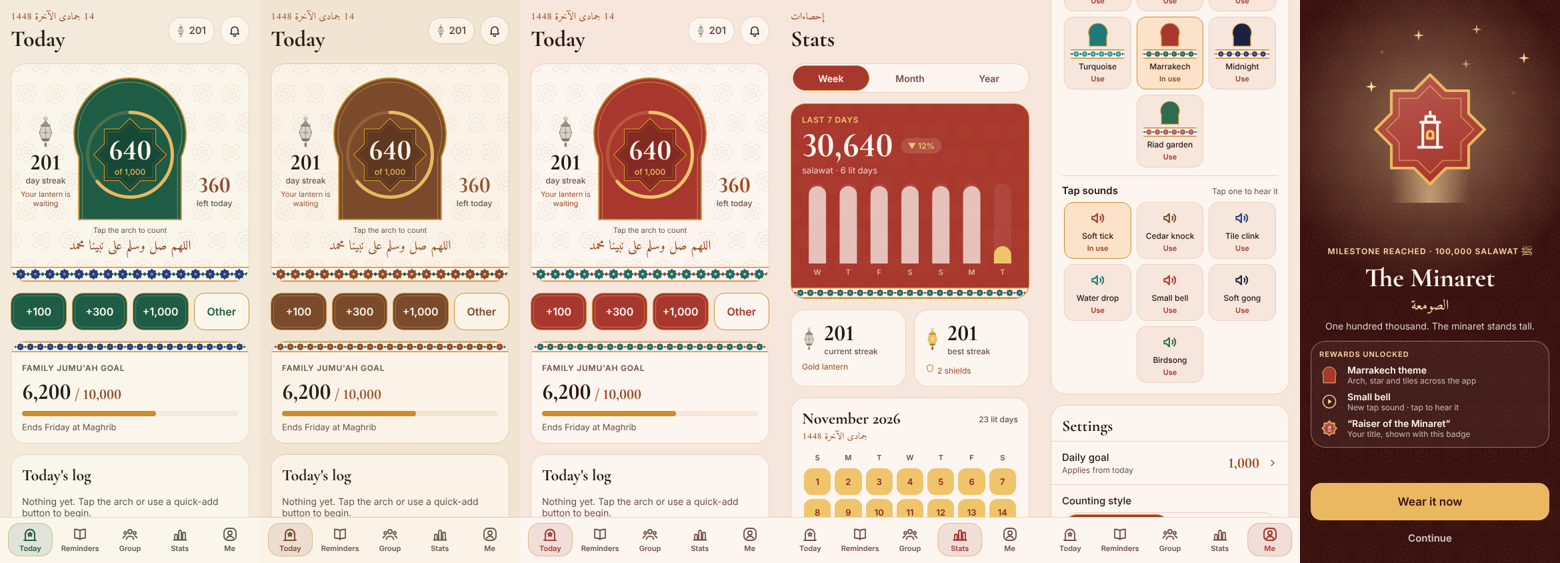 14 جمادى الآخرة 1448
Today
201
640
of 1,000
201
day streak
Your lantern is
waiting
360
left today
Tap the arch to count
اللهم صل وسلم على نبينا محمد
+100
+300
+1,000
Other
FAMILY JUMU'AH GOAL
6,200 / 10,000
Ends Friday at Maghrib
Today's log
Nothing yet. Tap the arch or use a quick-add
button to begin.
Today
Reminders
Group
Stats
Me
14 جمادى الآخرة 1448
Today
201
640
of 1,000
201
day streak
Your lantern is
waiting
360
left today
Tap the arch to count
اللهم صل وسلم على نبينا محمد
+100
+300
+1,000
Other
FAMILY JUMU'AH GOAL
6,200 / 10,000
Ends Friday at Maghrib
Today's log
Nothing yet. Tap the arch or use a quick-add
button to begin.
Today
Reminders
Group
Stats
Me
14 جمادى الآخرة 1448
Today
201
640
of 1,000
201
day streak
Your lantern is
waiting
360
left today
Tap the arch to count
اللهم صل وسلم على نبينا محمد
+100
+300
+1,000
Other
FAMILY JUMU'AH GOAL
6,200 / 10,000
Ends Friday at Maghrib
Today's log
Nothing yet. Tap the arch or use a quick-add
button to begin.
Today
Reminders
Group
Stats
Me
إحصاءات
Stats
Week
Month
Year
LAST 7 DAYS
30,640
▼ 12%
salawat · 6 lit days
W T F S S M T
201
current streak
Gold lantern
201
best streak
2 shields
November 2026
23 lit days
جمادى الآخرة 1448
S M T W T F S
1 2 3 4 5 6 7
8 9 10 11 12 13 14
Today
Reminders
Group
Stats
Me
Use
Use
Use
Turquoise
Use
Marrakech
In use
Midnight
Use
Riad garden
Use
Tap sounds
Tap one to hear it
Soft tick
In use
Cedar knock
Use
Tile clink
Use
Water drop
Use
Small bell
Use
Soft gong
Use
Birdsong
Use
Settings
Daily goal
Applies from today
1,000
Counting style
Today
Reminders
Group
Stats
Me
MILESTONE REACHED · 100,000 SALAWAT ﷺ
The Minaret
الصومعة
One hundred thousand. The minaret stands tall.
REWARDS UNLOCKED
Marrakech theme
Arch, star and tiles across the app
Small bell
New tap sound · tap to hear it
“Raiser of the Minaret”
Your title, shown with this badge
Wear it now
Continue